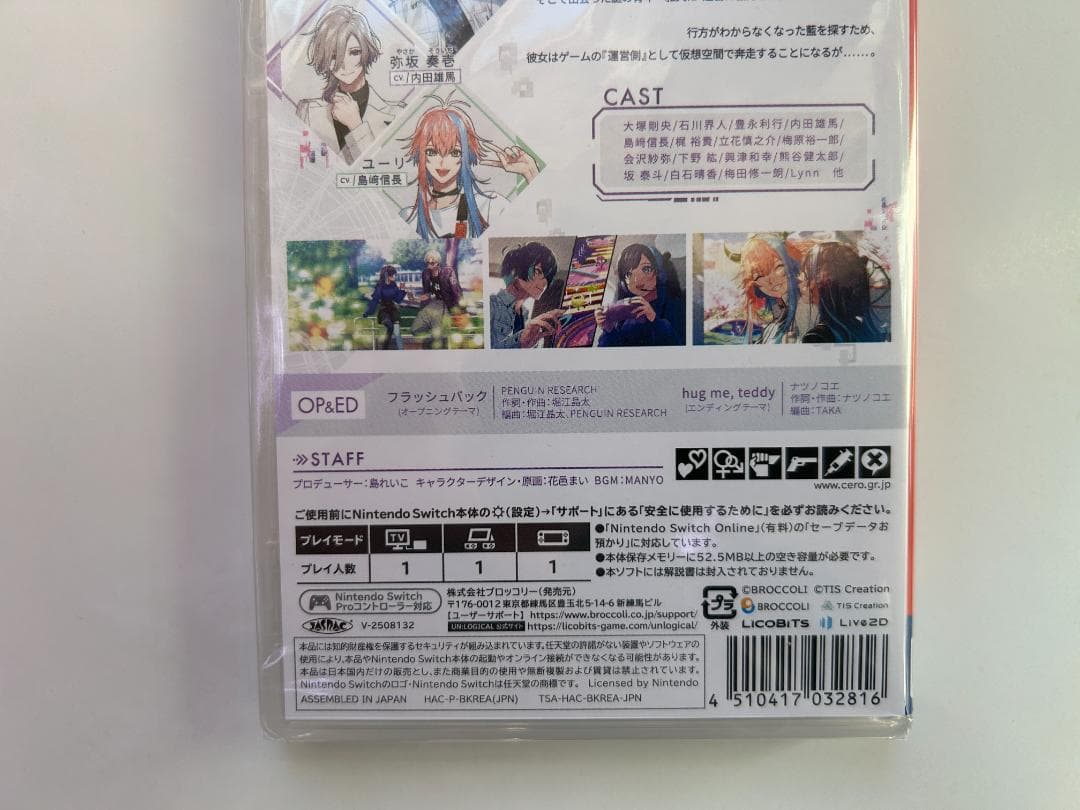 行方がわからなくなった藍を探すため、
彼女はゲームの『運営側』として仮想空間で奔走することになるが……。
やさか そういち
弥坂 奏壱
CV/内田雄馬
ユーリ
CV/島﨑信長
CAST
大塚剛央/石川界人/豊永利行/内田雄馬/
島﨑信長/梶 裕貴/立花慎之介/梅原裕一郎/
会沢紗弥/下野 紘/興津和幸/熊谷健太郎/
坂 泰斗/白石晴香/梅田修一朗/Lynn 他
OP&ED
フラッシュバック
(オープニングテーマ)
PENGUIN RESEARCH
作詞・作曲:堀江晶太
編曲:堀江晶太、PENGUIN RESEARCH
hug me, teddy
(エンディングテーマ)
ナツノコエ
作詞・作曲:ナツノコエ
編曲:TAKA
STAFF
プロデューサー:島れいこ キャラクターデザイン・原画:花邑まい BGM:MANYO
www.cero.gr.jp
ご使用前にNintendo Switch本体の(設定)→「サポート」にある「安全に使用するために」を必ずお読みください。
プレイモード
TV
プレイ人数
1
1
1
●「Nintendo Switch Online」(有料)の「セーブデータお
預かり」に対応しています。
●本体保存メモリーに52.5MB以上の空き容量が必要です。
●本ソフトには解説書は封入されておりません。
Nintendo Switch
Proコントローラー対応
JASRAC
V-2508132
株式会社ブロッコリー(発売元)
〒176-0012 東京都練馬区豊玉北5-14-6 新練馬ビル
【ユーザーサポート】https://www.broccoli.co.jp/support/
UN:LOGICAL 公式サイト https://licobits-game.com/unlogical/
プラ
外装
©BROCCOLI ©TIS Creation
BROCCOLI
TIS Creation
LICOBiTS
Live2D
本品には知的財産権を保護するセキュリティが組み込まれています。任天堂の許諾がない装置やソフトウェアの
使用により、本品やNintendo Switch本体の起動やオンライン接続ができなくなる可能性があります。
本品は日本国内だけの販売とし、また商業目的の使用や無断複製および賃貸は禁止されています。
Nintendo Switchのロゴ・Nintendo Switchは任天堂の商標です。 Licensed by Nintendo
ASSEMBLED IN JAPAN HAC-P-BKREA(JPN) TSA-HAC-BKREA-JPN
4 510417 032816